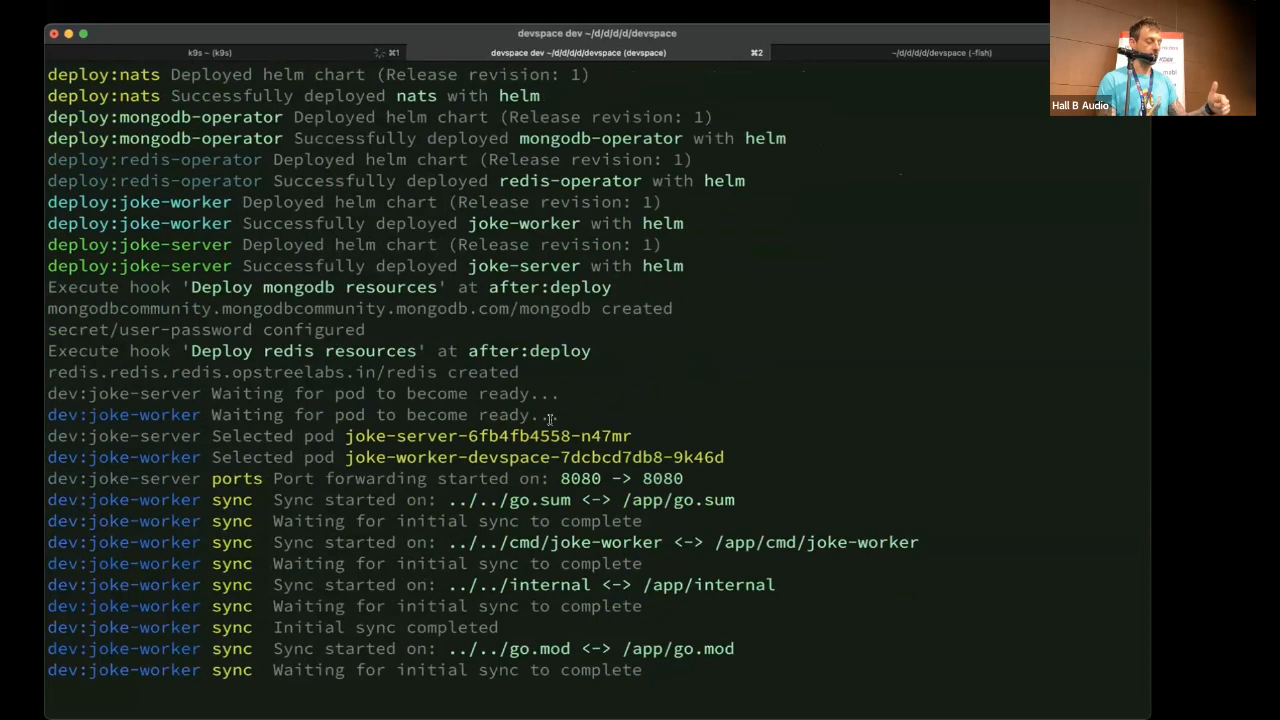 devspace dev ~/d/d/d/d/devspace (devspace)
k9s ~ (k9s)
⌘1
devspace dev ~/d/d/d/d/devspace (devspace)
⌘2
~/d/d/d/d/devspace (-fish)
deploy:nats Deployed helm chart (Release revision: 1)
deploy:nats Successfully deployed nats with helm
deploy:mongodb-operator Deployed helm chart (Release revision: 1)
deploy:mongodb-operator Successfully deployed mongodb-operator with helm
deploy:redis-operator Deployed helm chart (Release revision: 1)
deploy:redis-operator Successfully deployed redis-operator with helm
deploy:joke-worker Deployed helm chart (Release revision: 1)
deploy:joke-worker Successfully deployed joke-worker with helm
deploy:joke-server Deployed helm chart (Release revision: 1)
deploy:joke-server Successfully deployed joke-server with helm
Execute hook 'Deploy mongodb resources' at after:deploy
mongodbcommunity.mongodbcommunity.mongodb.com/mongodb created
secret/user-password configured
Execute hook 'Deploy redis resources' at after:deploy
redis.redis.redis.opstreelabs.in/redis created
dev:joke-server Waiting for pod to become ready...
dev:joke-worker Waiting for pod to become ready...
dev:joke-server Selected pod joke-server-6fb4fb4558-n47mr
dev:joke-worker Selected pod joke-worker-devspace-7dcbcd7db8-9k46d
dev:joke-server ports Port forwarding started on: 8080 -> 8080
dev:joke-worker sync Sync started on: ../../go.sum <-> /app/go.sum
dev:joke-worker sync Waiting for initial sync to complete
dev:joke-worker sync Sync started on: ../../cmd/joke-worker <-> /app/cmd/joke-worker
dev:joke-worker sync Waiting for initial sync to complete
dev:joke-worker sync Sync started on: ../../internal <-> /app/internal
dev:joke-worker sync Waiting for initial sync to complete
dev:joke-worker sync Initial sync completed
dev:joke-worker sync Sync started on: ../../go.mod <-> /app/go.mod
dev:joke-worker sync Waiting for initial sync to complete
Hall B Audio